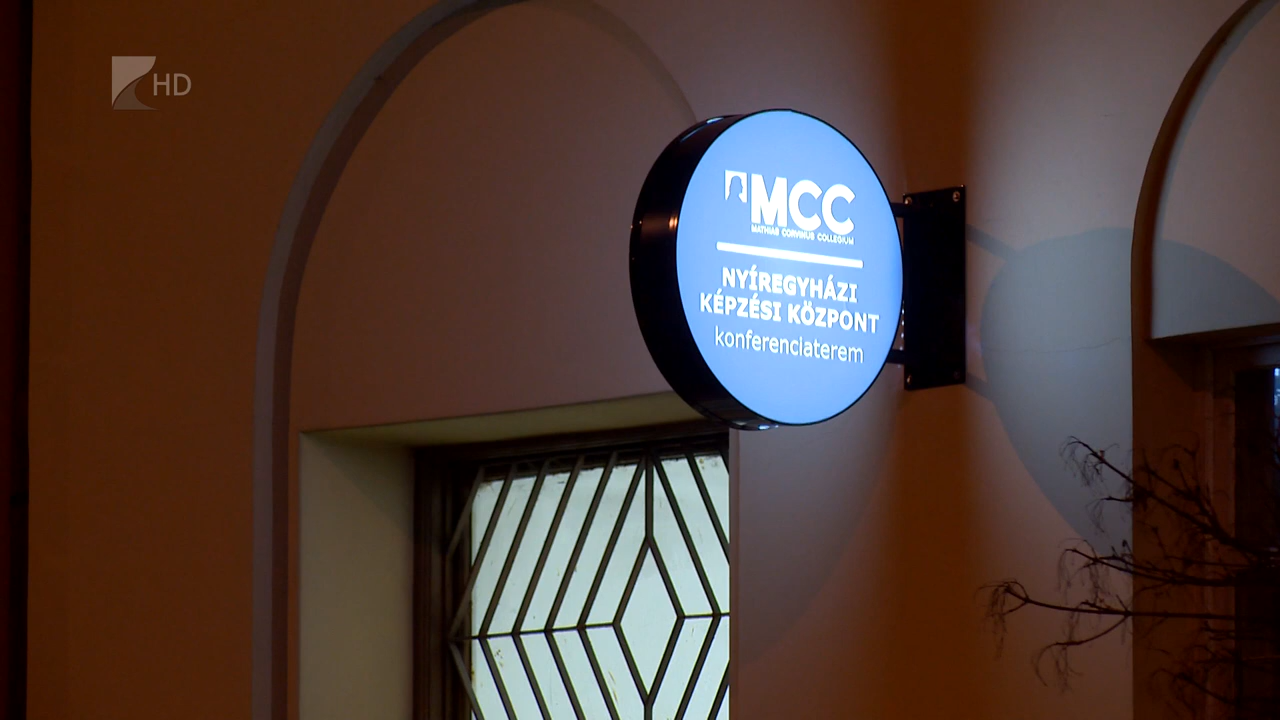 HD
MCC
MATHIAS CORVINUS COLLEGIUM
NYÍREGYHÁZI
KÉPZÉSI KÖZPONT
konferenciaterem